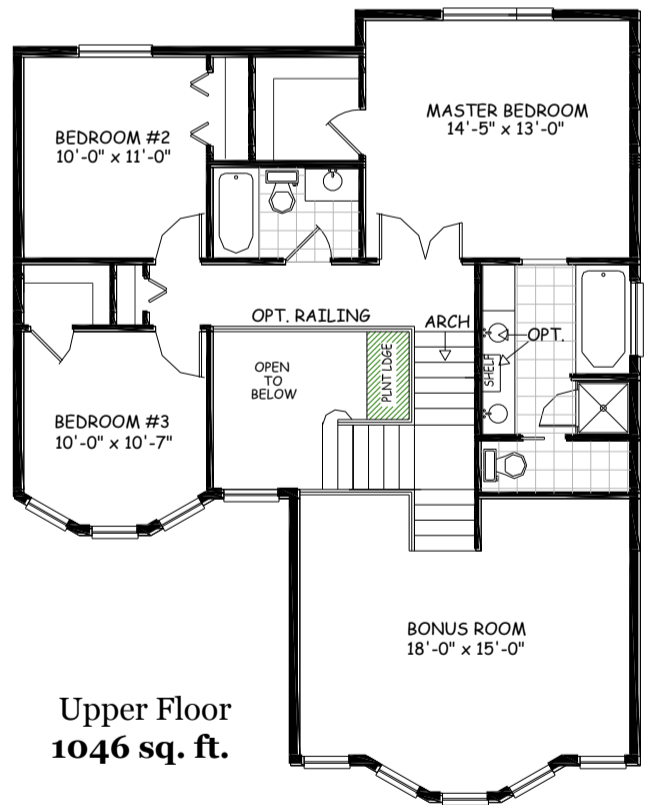 MASTER BEDROOM
14'-5" x 13'-0"
BEDROOM #2
10'-0" x 11'-0"
OPT. RAILING
ARCH
OPT.
SHELF
PLNT LDGE
OPEN
TO
BELOW
BEDROOM #3
10'-0" x 10'-7"
BONUS ROOM
18'-0" x 15'-0"
Upper Floor
1046 sq. ft.